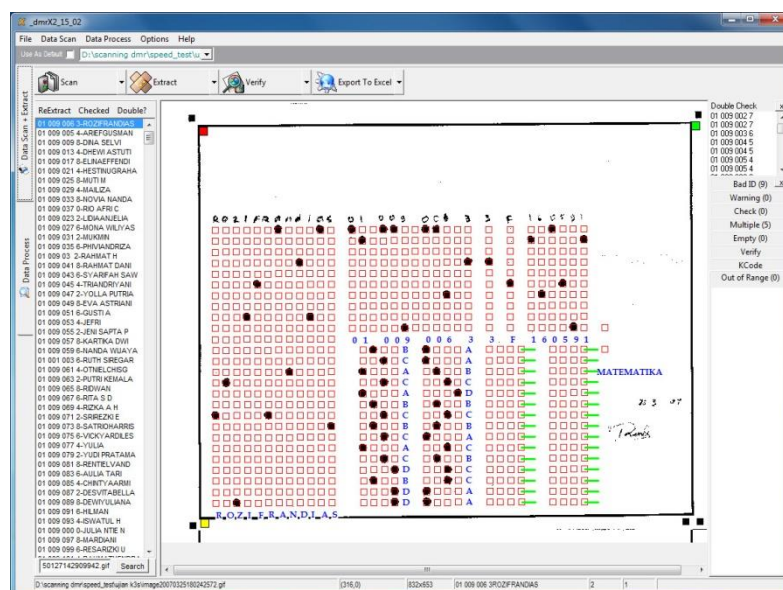 _dmrX2_15_02
File Data Scan Data Process Options Help
Use As Default D:\scanning dmr\speed_test\u
Scan Extract Verify Export To Excel
Data Scan + Extract
Data Process
ReExtract Checked Double?
01 009 006 3-ROZIFRANDIAS
01 009 005 4-ARIEFGUSMAN
01 009 009 8-DINA SELVI
01 009 013 4-DHEWI ASTUTI
01 009 017 8-ELINAEFFENDI
01 009 021 4-HESTINUGRAHA
01 009 025 8-MUTI M
01 009 029 4-MAILIZA
01 009 033 8-NOVIA NANDA
01 009 037 0-RIO AFRI C
01 009 023 2-LIDIAANJELIA
01 009 027 6-MONA WILIYAS
01 009 031 2-MUKMIN
01 009 035 6-PHIVIANDRIZA
01 009 03 2-RAHMAT H
01 009 041 8-RAHMAT DANI
01 009 043 6-SYARIFAH SAW
01 009 045 4-TRIANDRIYANI
01 009 047 2-YOLLA PUTRIA
01 009 049 8-EVA ASTRIANI
01 009 051 6-GUSTI A
01 009 053 4-JEFRI
01 009 055 2-JENI SAPTA P
01 009 057 8-KARTIKA DWI
01 009 059 6-NANDA WIJAYA
01 001 003 6-RUTH SIREGAR
01 009 061 4-OTNIELCHISG
01 009 063 2-PUTRI KEMALA
01 009 065 8-RIDWAN
01 009 067 6-RITA S D
01 009 069 4-RIZKA A H
01 009 071 2-SRIREZKI E
01 009 073 8-SATRIOHARRIS
01 009 075 6-VICKYARDILES
01 009 077 4-YULIA
01 009 079 2-YUDI PRATAMA
01 009 081 8-RENTIELVAND
01 009 083 6-AULIA TARI
01 009 085 4-CHINTYAARMI
01 009 087 2-DESVITABELLA
01 009 089 8-DEWIYULIANA
01 009 091 6-HILMAN
01 009 093 4-ISWATUL H
01 009 000 0-JULIA NTIE N
01 009 097 8-MARDIANI
01 009 099 6-RESARIZKI U
50127142909942.gif Search
ROZIFRANDIAS 01 009 006 3 3 F 160591
01 009 006 3 3. F 160591
B A
C A
A B
C C
A D
B A
C C
B B
C A
A B
C B
D C
B C
D A
D A
MATEMATIKA
R.O.Z.I.F.R.A.N.D.I.A.S
Double Check
01 009 002 7
01 009 002 7
01 009 003 6
01 009 004 5
01 009 004 5
01 009 005 4
01 009 005 4
Bad ID (9)
Warning (0)
Check (0)
Multiple (5)
Empty (0)
Verify
KCode
Out of Range (0)
D:\scanning dmr\speed_test\ujian k3s\image20070325180242572.gif (316,0) 832x653 01 009 006 3ROZIFRANDIAS 2 1